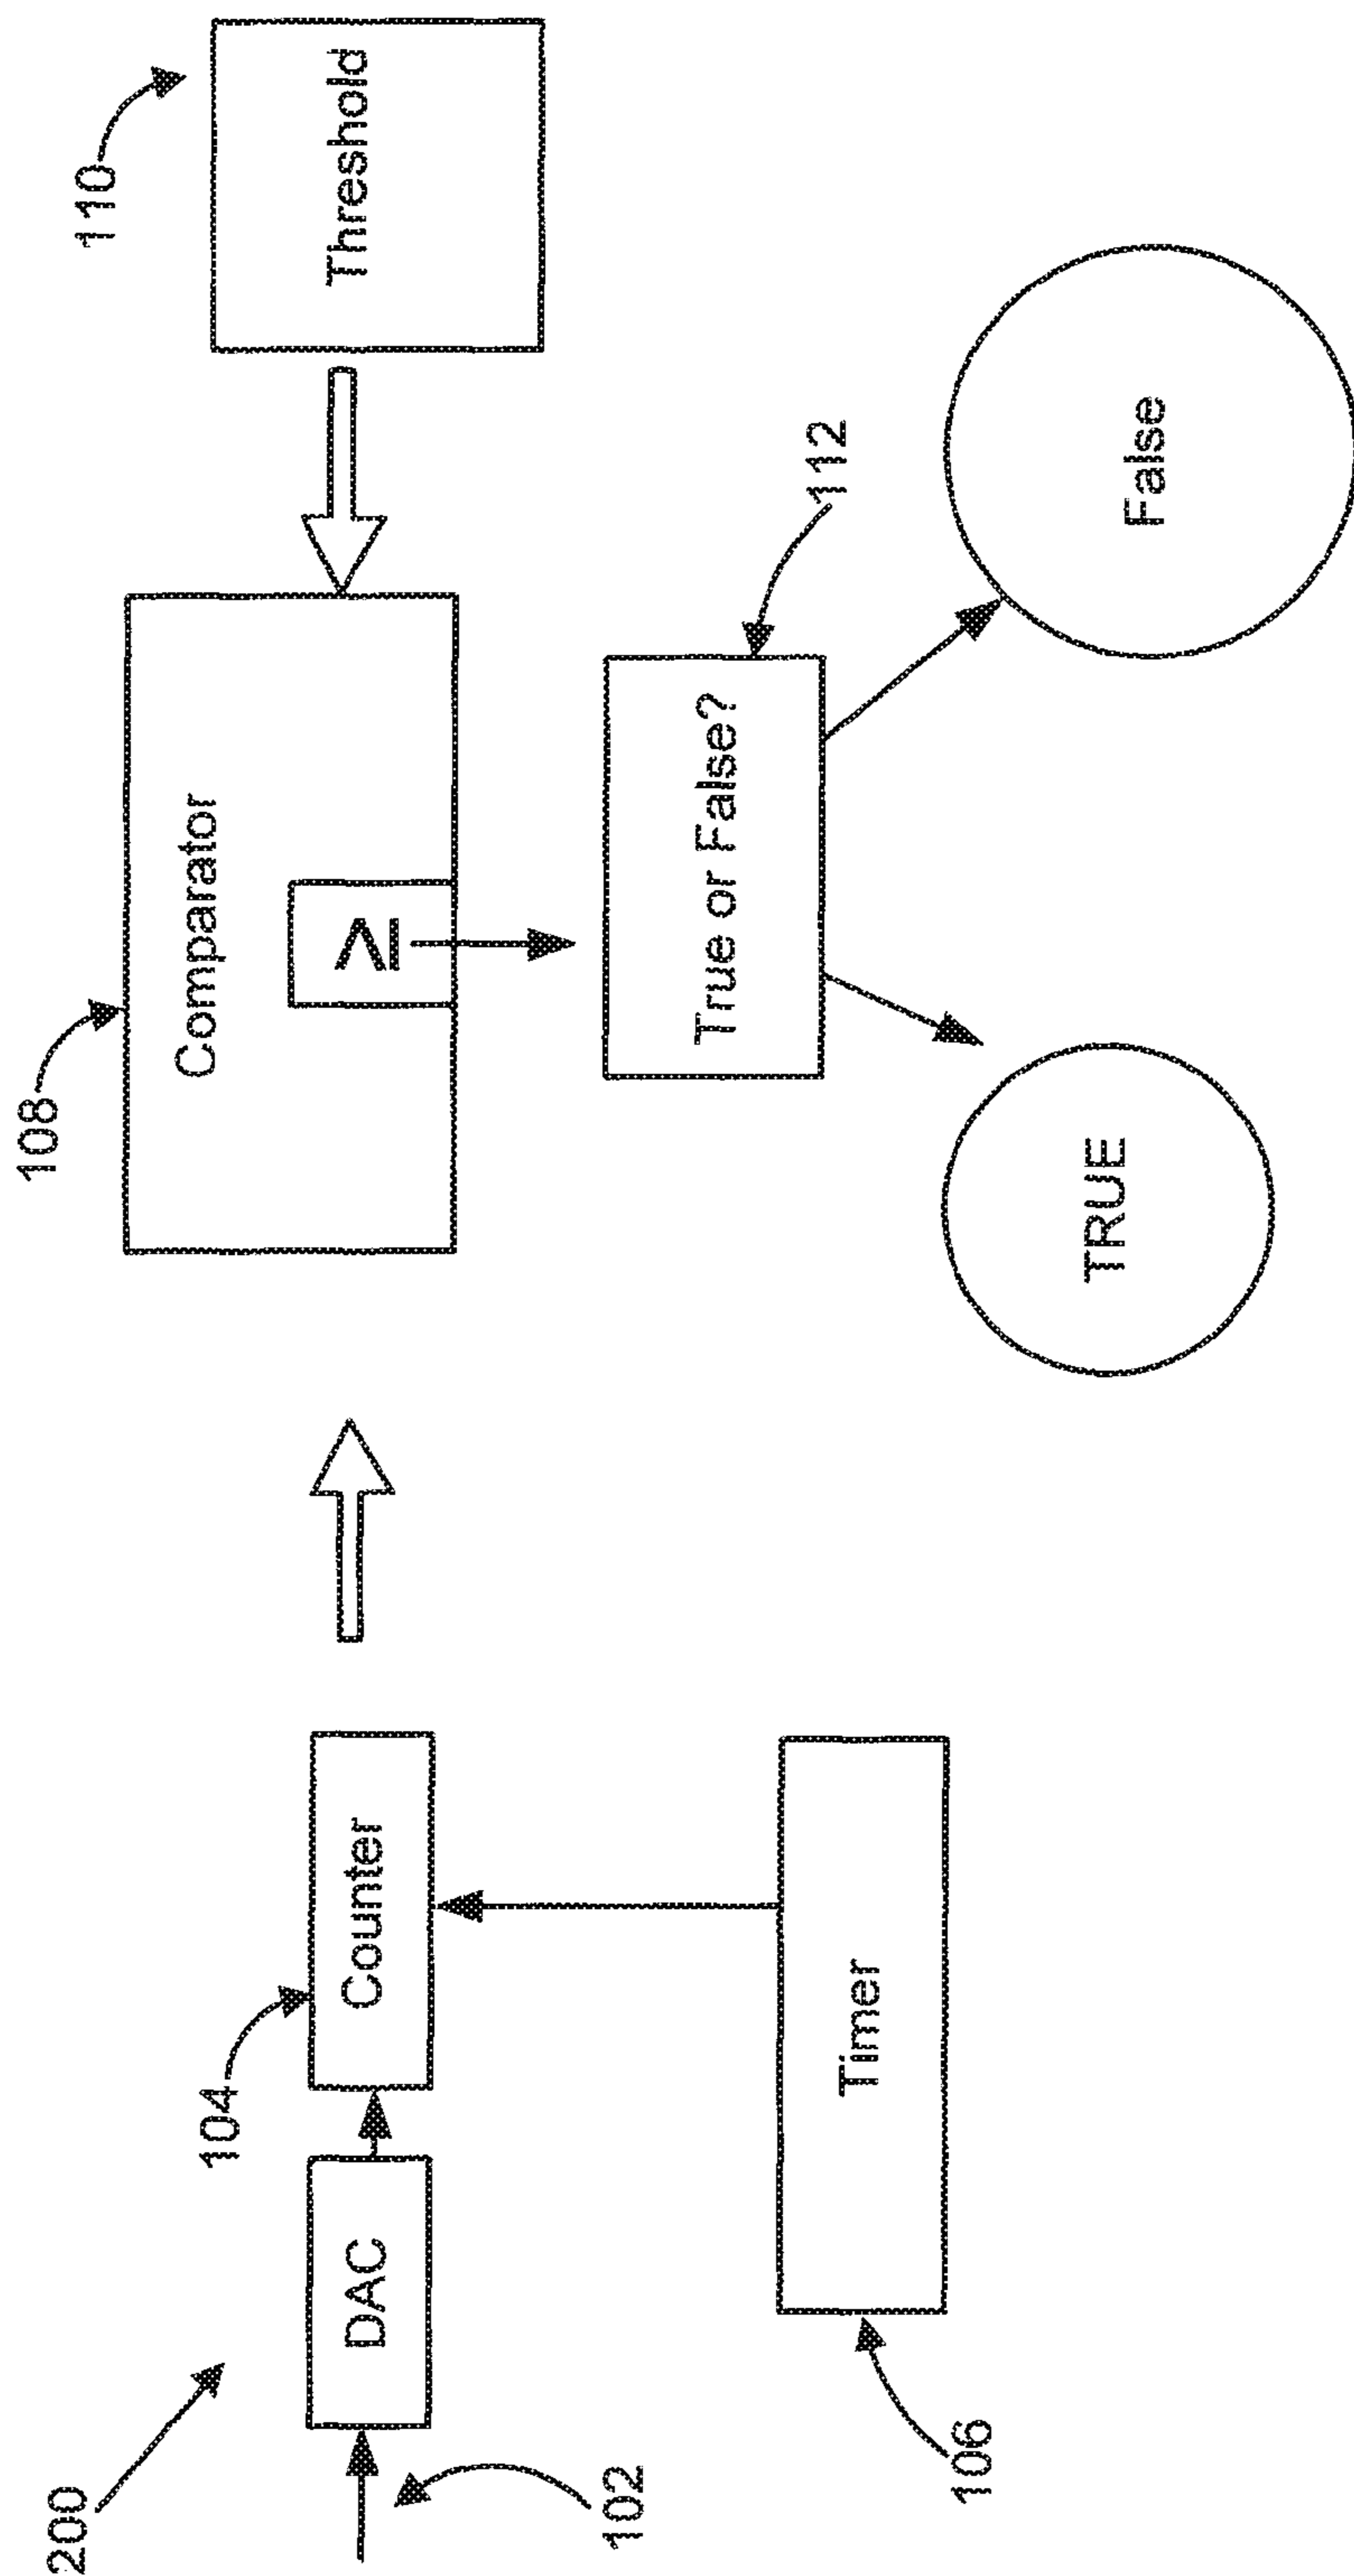 200
108
110
104
Comparator
DAC
Counter
≥
Threshold
102
True or False?
112
Timer
106
TRUE
False